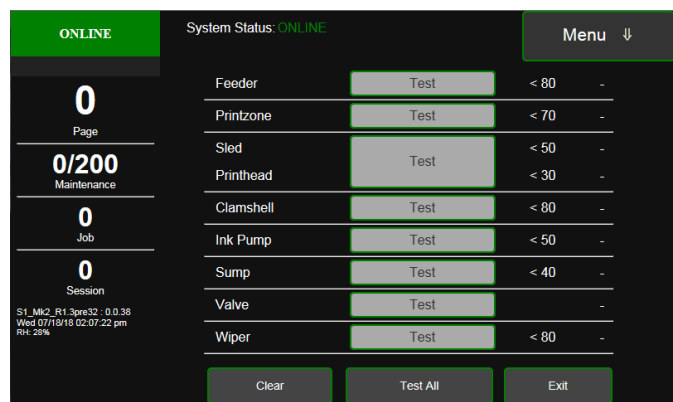 ONLINE
System Status: ONLINE
Menu ⇓
0
Page
0/200
Maintenance
0
Job
0
Session
S1_Mk2_R1.3pre32 : 0.0.38
Wed 07/18/18 02:07:22 pm
RH: 28%
Feeder Test < 80 -
Printzone Test < 70 -
Sled < 50 -
Test
Printhead < 30 -
Clamshell Test < 80 -
Ink Pump Test < 50 -
Sump Test < 40 -
Valve Test -
Wiper Test < 80 -
Clear Test All Exit